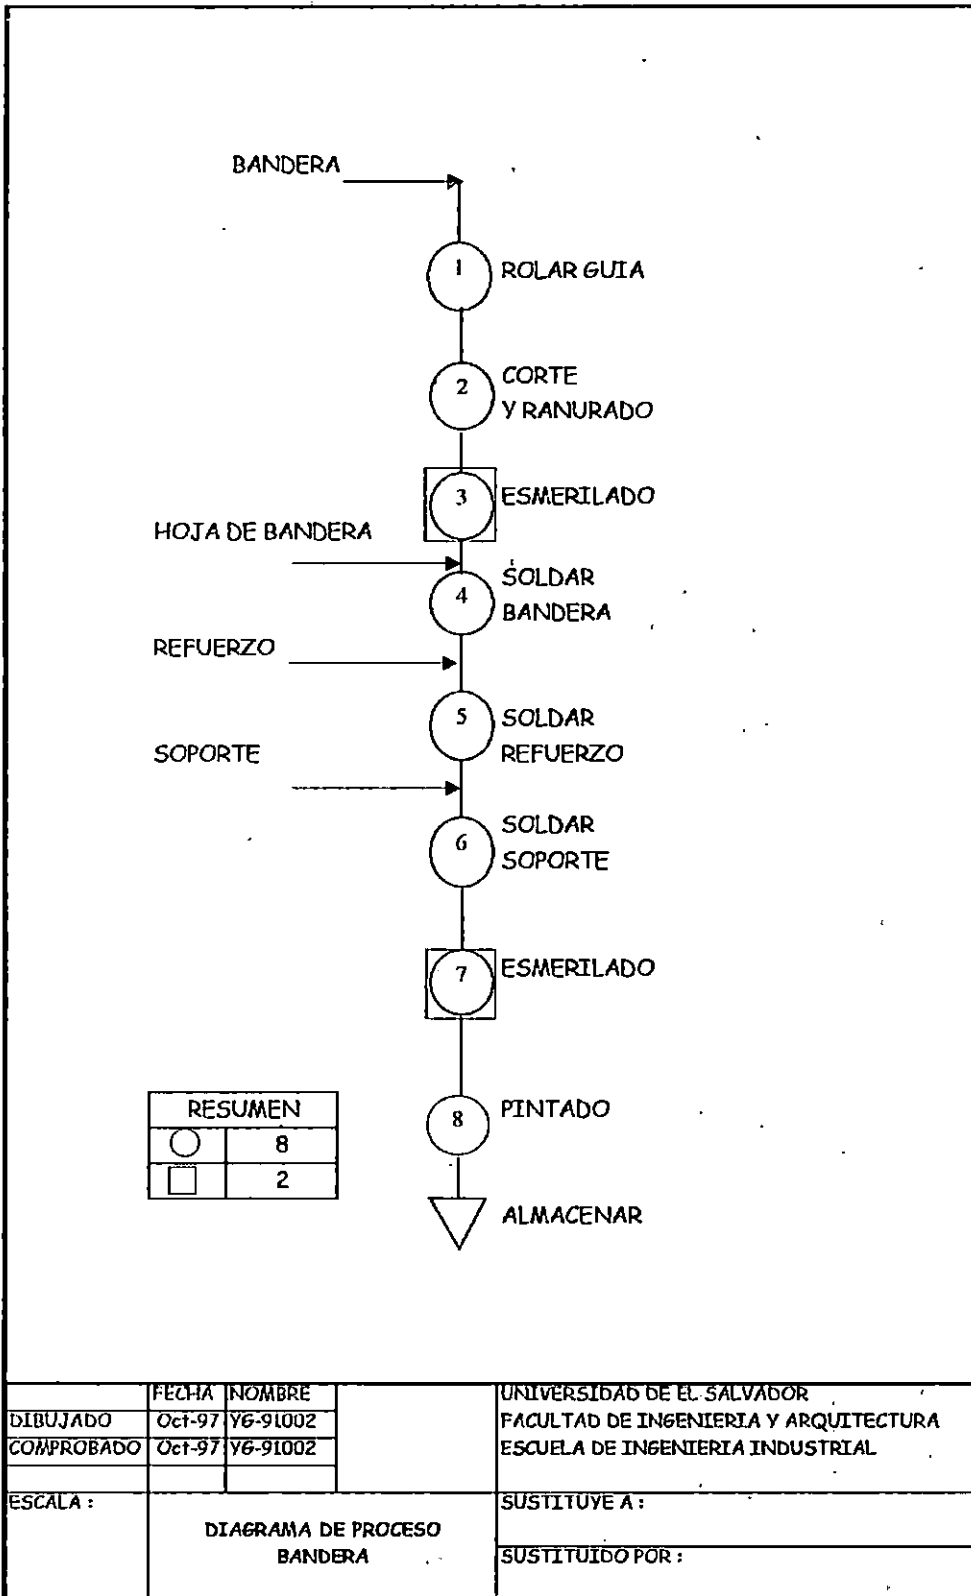 BANDERA
1 ROLAR GUIA
2 CORTE
Y RANURADO
3 ESMERILADO
HOJA DE BANDERA
4 SOLDAR
BANDERA
REFUERZO
5 SOLDAR
REFUERZO
SOPORTE
6 SOLDAR
SOPORTE
7 ESMERILADO
8 PINTADO
RESUMEN
8
2
ALMACENAR
FECHA NOMBRE
DIBUJADO Oct-97 YG-91002
COMPROBADO Oct-97 YG-91002
UNIVERSIDAD DE EL SALVADOR
FACULTAD DE INGENIERIA Y ARQUITECTURA
ESCUELA DE INGENIERIA INDUSTRIAL
ESCALA :
DIAGRAMA DE PROCESO
BANDERA
SUSTITUYE A :
SUSTITUIDO POR :